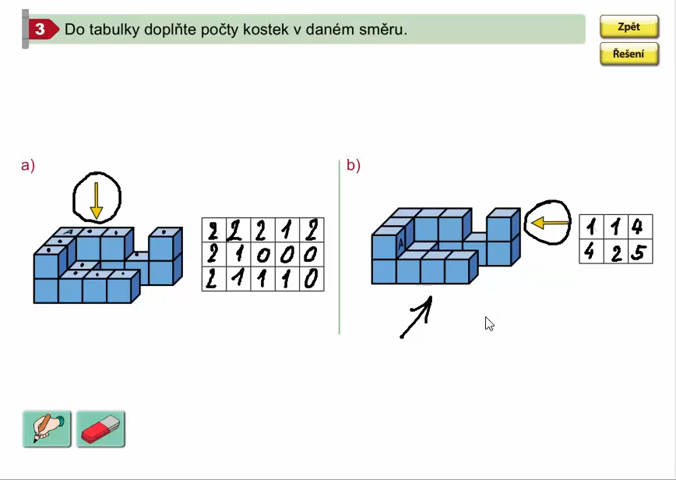 3 Do tabulky doplňte počty kostek v daném směru.
Zpět
Řešení
a)
2 2 2 1 2
2 1 0 0 0
2 1 1 1 0
b)
A
1 1 4
4 2 5